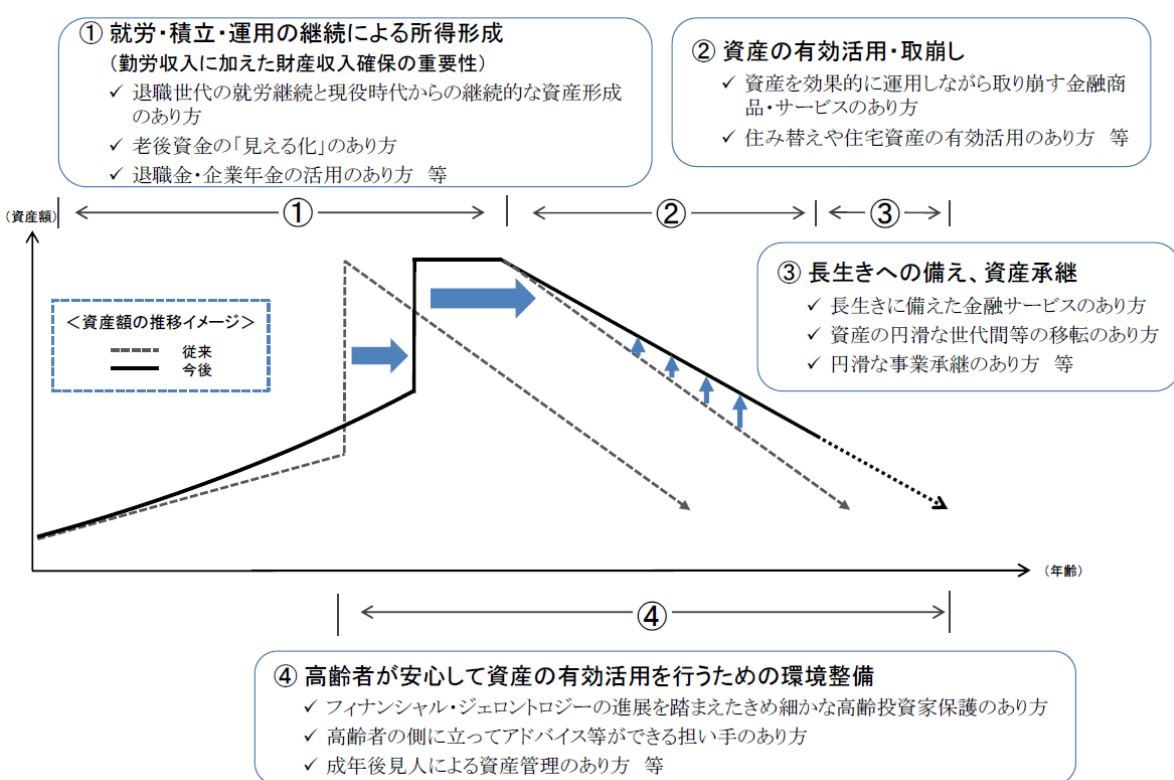 ① 就労・積立・運用の継続による所得形成
(勤労収入に加えた財産収入確保の重要性)
✓ 退職世代の就労継続と現役時代からの継続的な資産形成
のあり方
✓ 老後資金の「見える化」のあり方
✓ 退職金・企業年金の活用のあり方 等
② 資産の有効活用・取崩し
✓ 資産を効果的に運用しながら取り崩す金融商
品・サービスのあり方
✓ 住み替えや住宅資産の有効活用のあり方 等
(資産額)
①
②
③
③ 長生きへの備え、資産承継
✓ 長生きに備えた金融サービスのあり方
✓ 資産の円滑な世代間等の移転のあり方
✓ 円滑な事業承継のあり方 等
<資産額の推移イメージ>
従来
今後
(年齢)
④
④ 高齢者が安心して資産の有効活用を行うための環境整備
✓ フィナンシャル・ジェロントロジーの進展を踏まえたきめ細かな高齢投資家保護のあり方
✓ 高齢者の側に立ってアドバイス等ができる担い手のあり方
✓ 成年後見人による資産管理のあり方 等